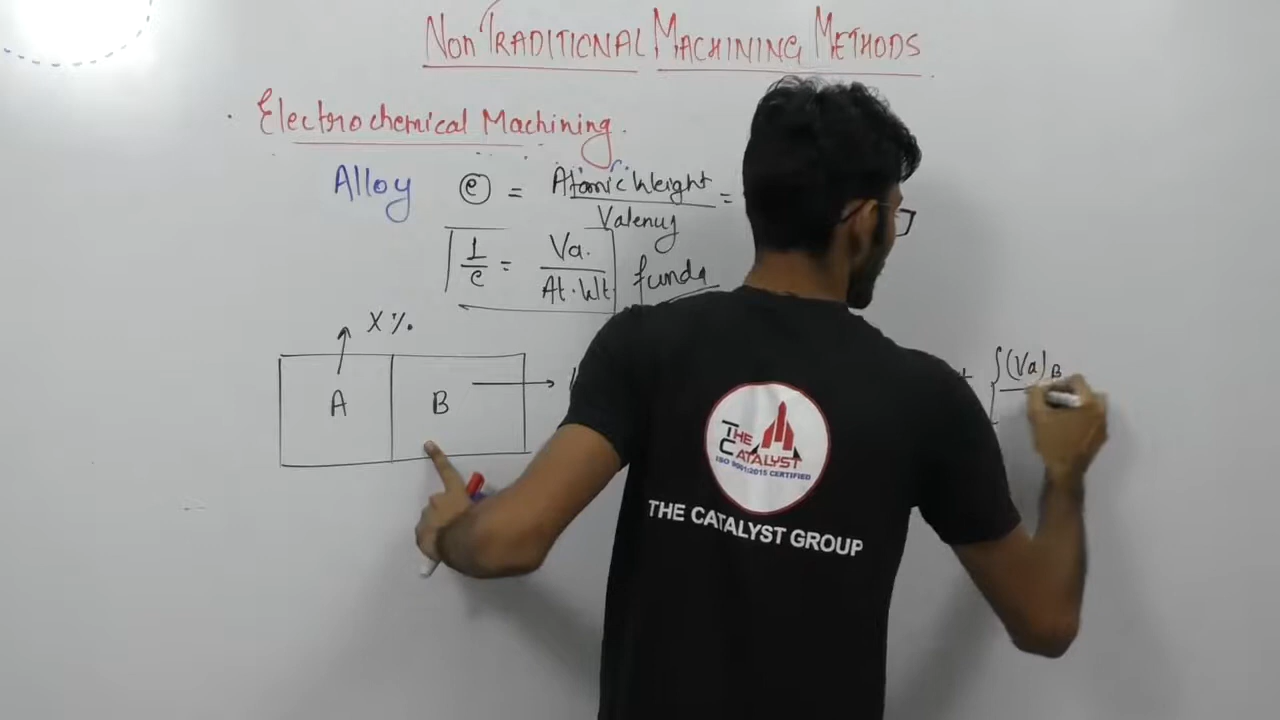 NON TRADITIONAL MACHINING METHODS
. Electrochemical Machining.
Alloy e = Atomic Weight =
Valency
1/e = Va. / At. Wt. funda
X %.
A B
+ {(Va)B
THE CATALYST
ISO 9001:2015 CERTIFIED
THE CATALYST GROUP